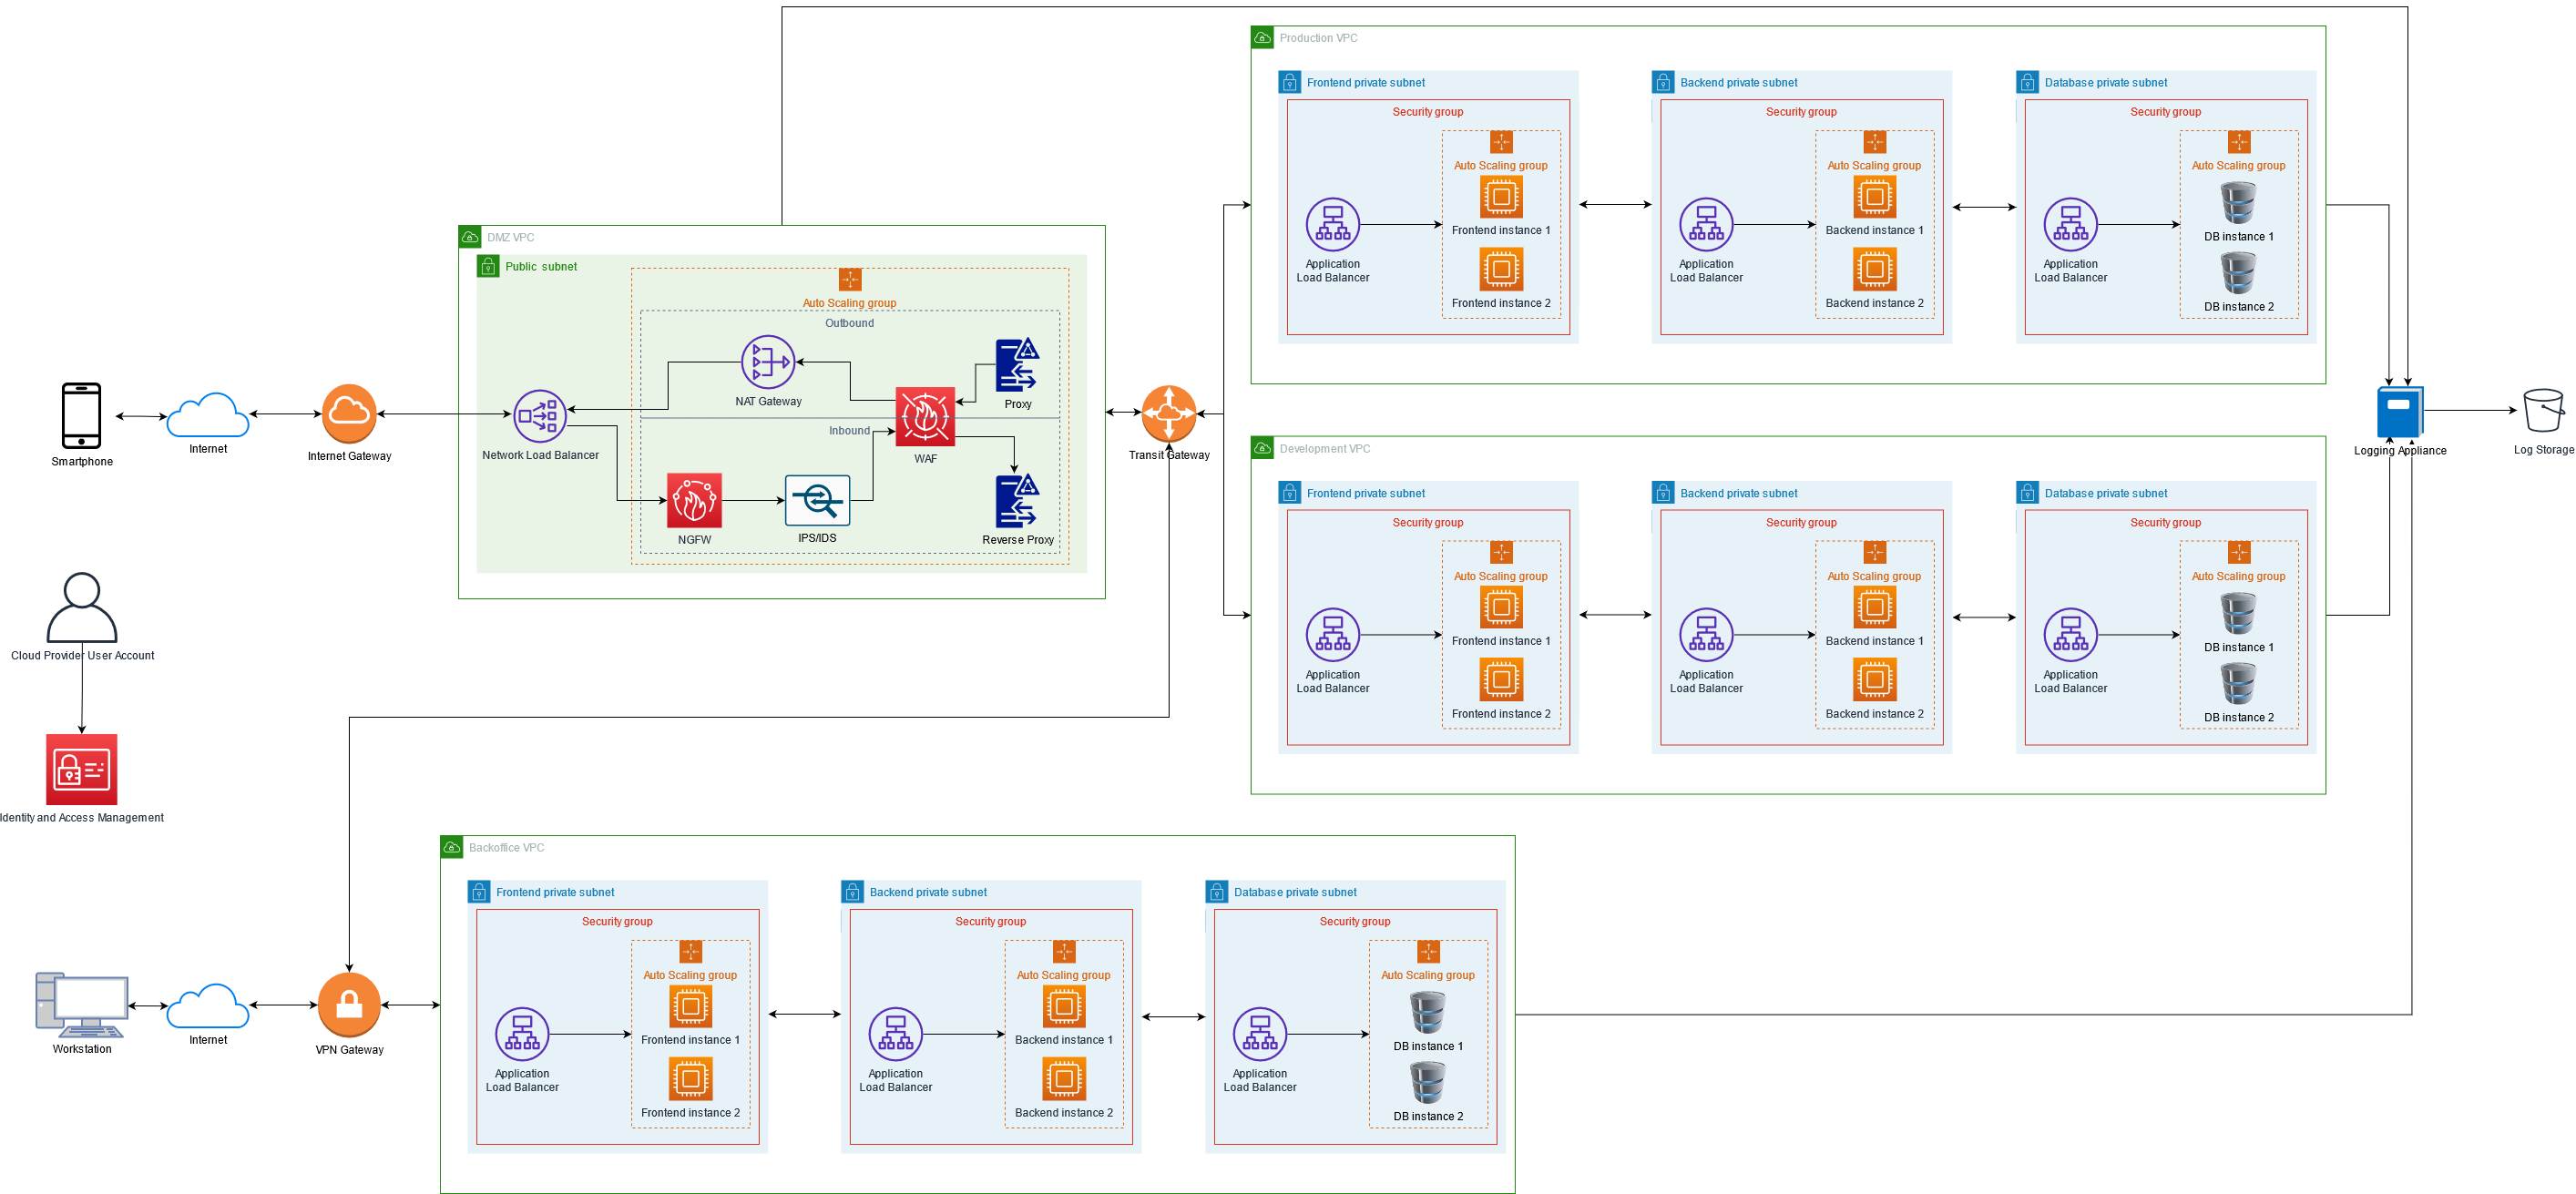 Production VPC
Frontend private subnet
Security group
Auto Scaling group
Frontend instance 1
Frontend instance 2
Application
Load Balancer
Backend private subnet
Security group
Auto Scaling group
Backend instance 1
Backend instance 2
Application
Load Balancer
Database private subnet
Security group
Auto Scaling group
DB instance 1
DB instance 2
Application
Load Balancer
DMZ VPC
Public subnet
Auto Scaling group
Outbound
NAT Gateway
Proxy
Inbound
WAF
Network Load Balancer
NGFW
IPS/IDS
Reverse Proxy
Smartphone
Internet
Internet Gateway
Transit Gateway
Logging Appliance
Log Storage
Development VPC
Frontend private subnet
Security group
Auto Scaling group
Frontend instance 1
Frontend instance 2
Application
Load Balancer
Backend private subnet
Security group
Auto Scaling group
Backend instance 1
Backend instance 2
Application
Load Balancer
Database private subnet
Security group
Auto Scaling group
DB instance 1
DB instance 2
Application
Load Balancer
Cloud Provider User Account
Identity and Access Management
Backoffice VPC
Frontend private subnet
Security group
Auto Scaling group
Frontend instance 1
Frontend instance 2
Application
Load Balancer
Backend private subnet
Security group
Auto Scaling group
Backend instance 1
Backend instance 2
Application
Load Balancer
Database private subnet
Security group
Auto Scaling group
DB instance 1
DB instance 2
Application
Load Balancer
Workstation
Internet
VPN Gateway